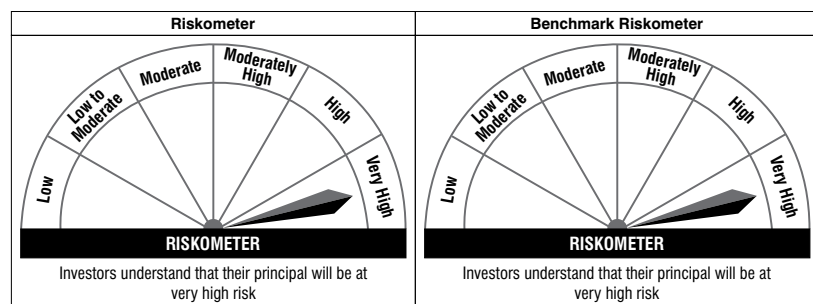 Riskometer
Low
Low to
Moderate
Moderate
Moderately
High
High
Very High
RISKOMETER
Investors understand that their principal will be at
very high risk
Benchmark Riskometer
Low
Low to
Moderate
Moderate
Moderately
High
High
Very High
RISKOMETER
Investors understand that their principal will be at
very high risk